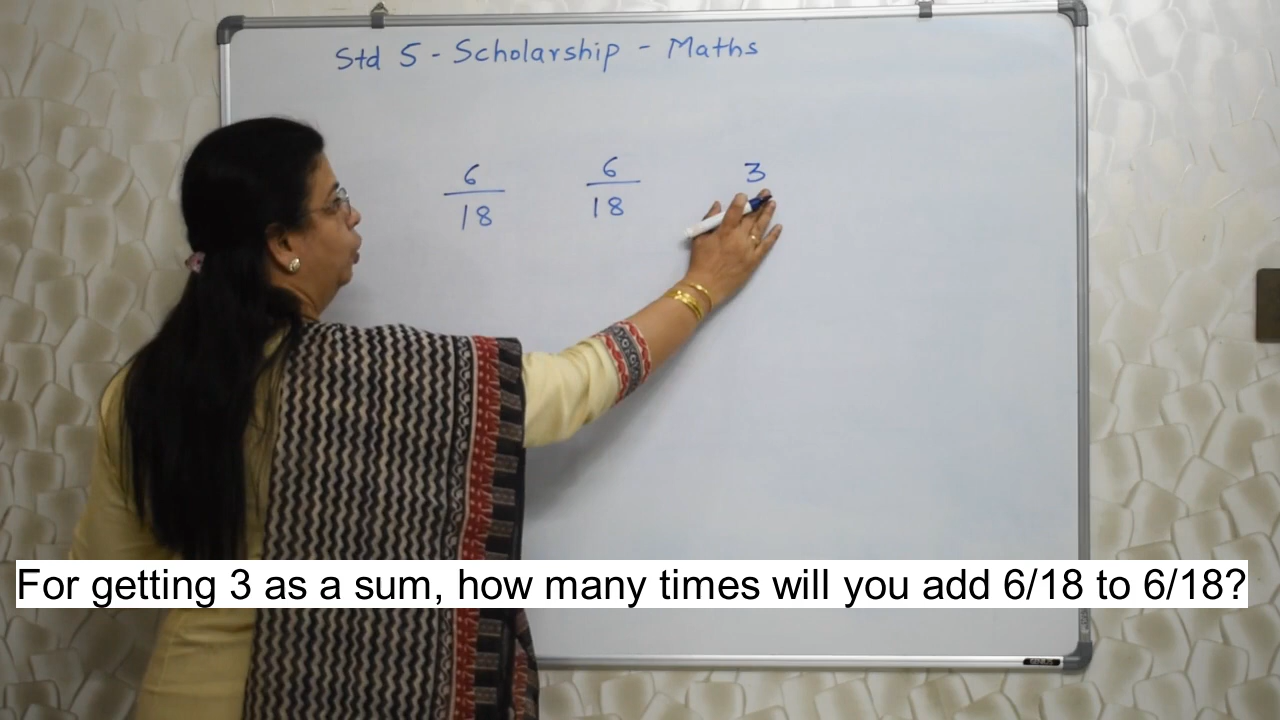 Std 5 - Scholarship - Maths
6 6 3
18 18
For getting 3 as a sum, how many times will you add 6/18 to 6/18?